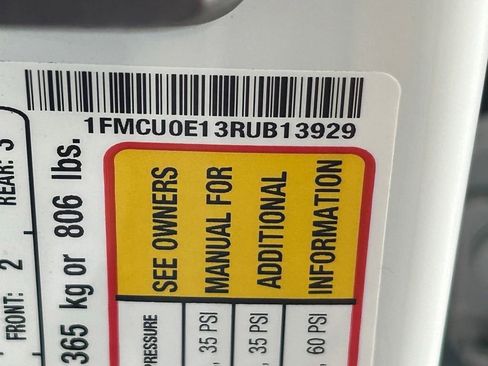 1FMCU0E13RUB13929
SEE OWNERS
MANUAL FOR
ADDITIONAL
INFORMATION
FRONT: 2 REAR: 3
365 kg or 806 lbs.
PRESSURE
, 35 PSI
, 35 PSI
, 60 PSI